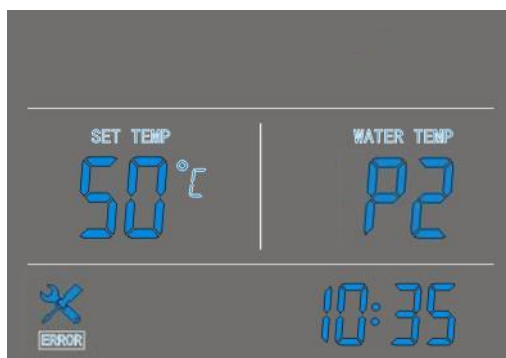 SET TEMP
WATER TEMP
50°C
P2
ERROR
10:35